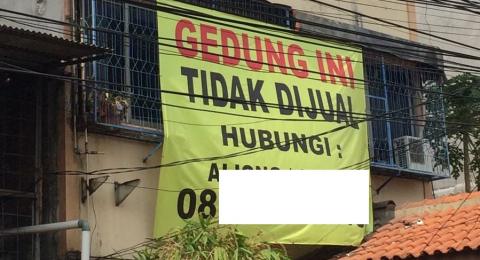 GEDUNG INI
TIDAK DIJUAL
HUBUNGI :
08